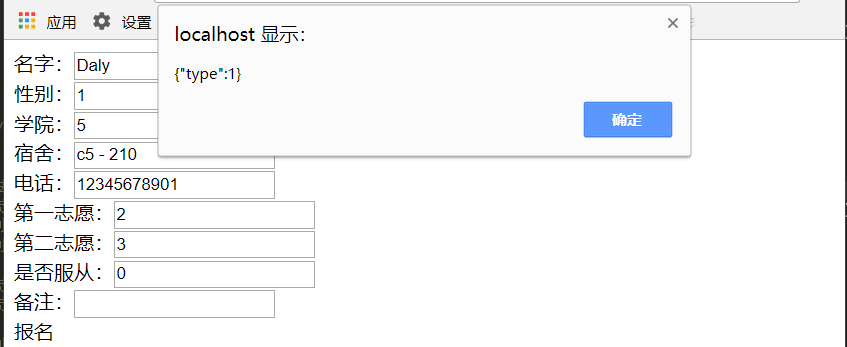 应用 设置
localhost 显示：
{"type":1}
确定
名字：Daly
性别：1
学院：5
宿舍：c5 - 210
电话：12345678901
第一志愿：2
第二志愿：3
是否服从：0
备注：
报名